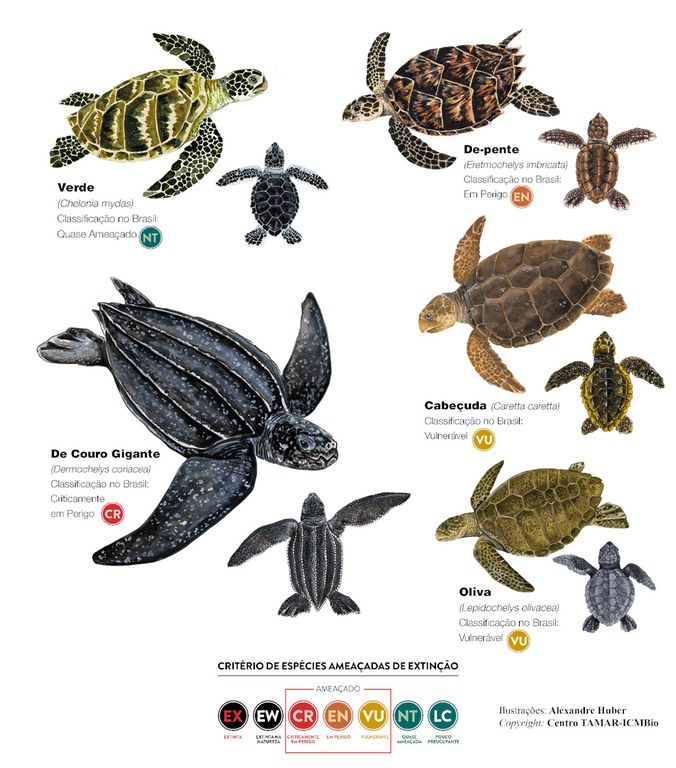 Verde
(Chelonia mydas)
Classificação no Brasil:
Quase Ameaçado NT
De-pente
(Eretmochelys imbricata)
Classificação no Brasil:
Em Perigo EN
Cabeçuda (Caretta caretta)
Classificação no Brasil:
Vulnerável VU
De Couro Gigante
(Dermochelys coriacea)
Classificação no Brasil:
Criticamente
em Perigo CR
Oliva
(Lepidochelys olivacea)
Classificação no Brasil:
Vulnerável VU
CRITÉRIO DE ESPÉCIES AMEAÇADAS DE EXTINÇÃO
AMEAÇADO
EX EW CR EN VU NT LC
EXTINTA
EXTINTA NA
NATUREZA
CRITICAMENTE
EM PERIGO
EM PERIGO
VULNERÁVEL
QUASE
AMEAÇADA
POUCO
PREOCUPANTE
Ilustrações: Alexandre Huber
Copyright: Centro TAMAR-ICMBio